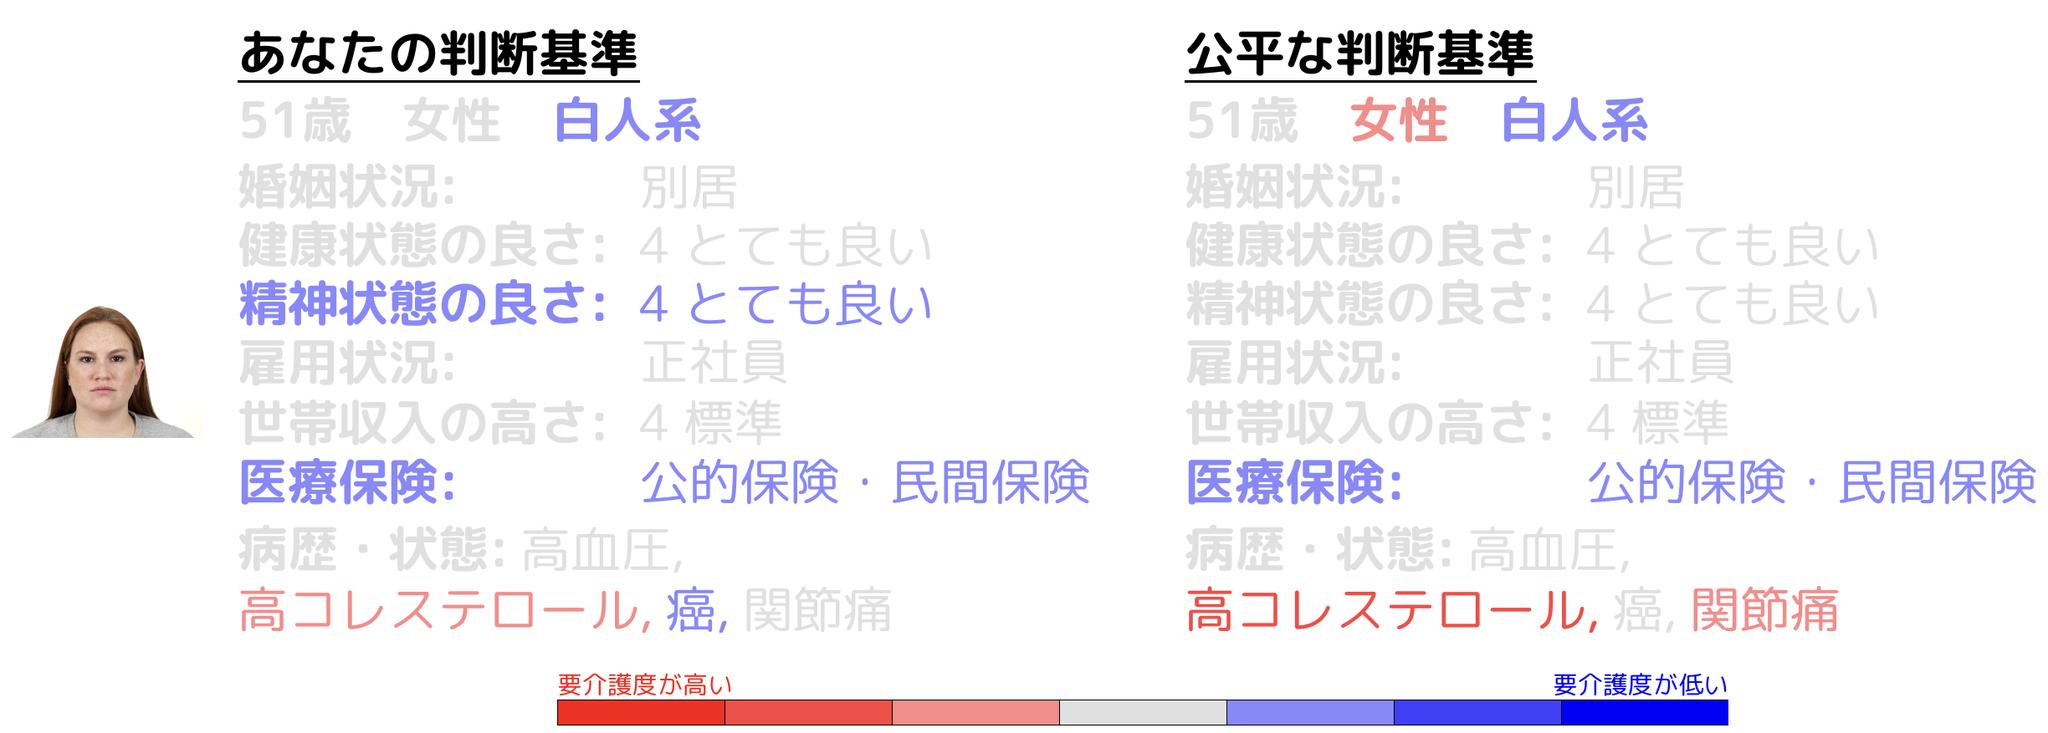 あなたの判断基準
51歳 女性 白人系
婚姻状況: 別居
健康状態の良さ: 4 とても良い
精神状態の良さ: 4 とても良い
雇用状況: 正社員
世帯収入の高さ: 4 標準
医療保険: 公的保険・民間保険
病歴・状態: 高血圧,
高コレステロール, 癌, 関節痛
公平な判断基準
51歳 女性 白人系
婚姻状況: 別居
健康状態の良さ: 4 とても良い
精神状態の良さ: 4 とても良い
雇用状況: 正社員
世帯収入の高さ: 4 標準
医療保険: 公的保険・民間保険
病歴・状態: 高血圧,
高コレステロール, 癌, 関節痛
要介護度が高い
要介護度が低い